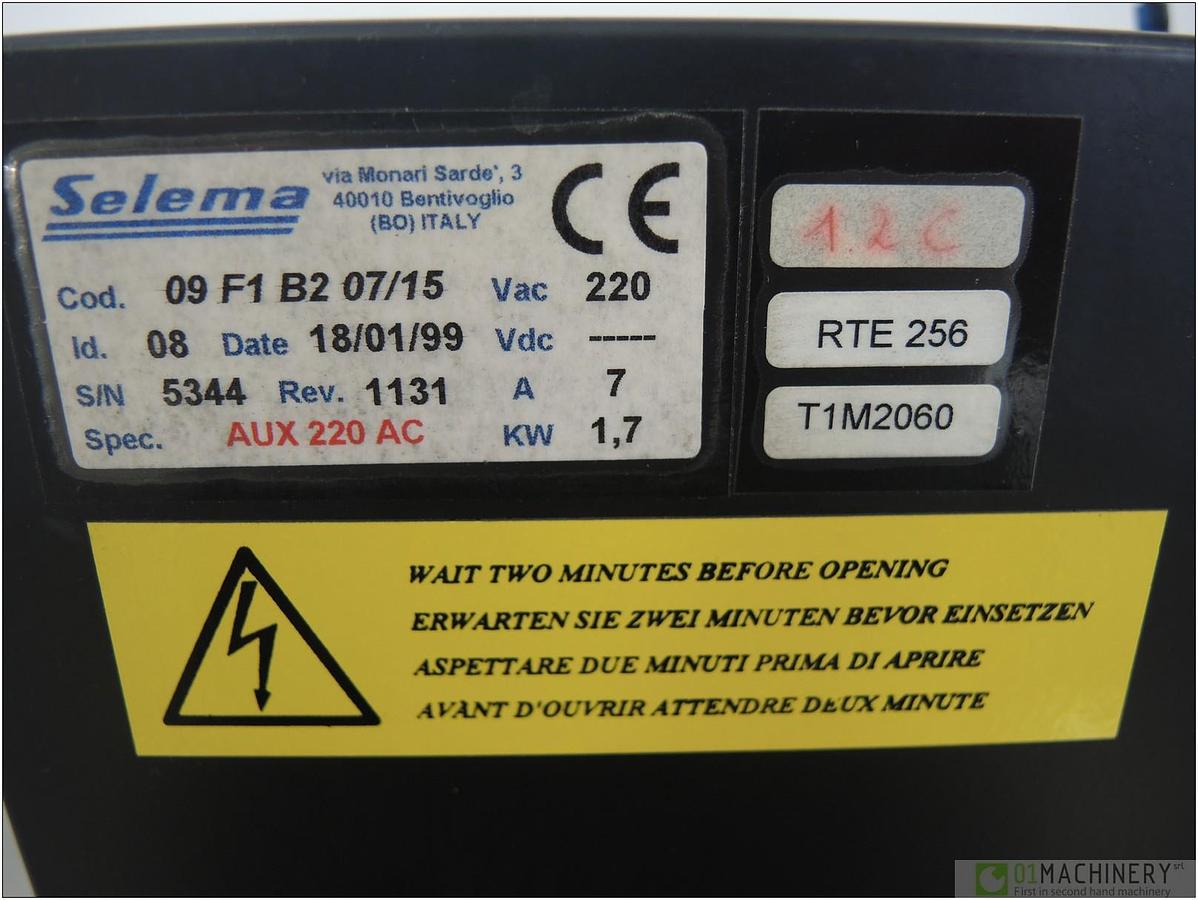 Selema
via Monari Sarde', 3
40010 Bentivoglio
(BO) ITALY
CE
Cod. 09 F1 B2 07/15 Vac 220
Id. 08 Date 18/01/99 Vdc -----
S/N 5344 Rev. 1131 A 7
Spec. AUX 220 AC KW 1,7
1.2 C
RTE 256
T1M2060
WAIT TWO MINUTES BEFORE OPENING
ERWARTEN SIE ZWEI MINUTEN BEVOR EINSETZEN
ASPETTARE DUE MINUTI PRIMA DI APRIRE
AVANT D'OUVRIR ATTENDRE DEUX MINUTE
01MACHINERY srl
First in second hand machinery